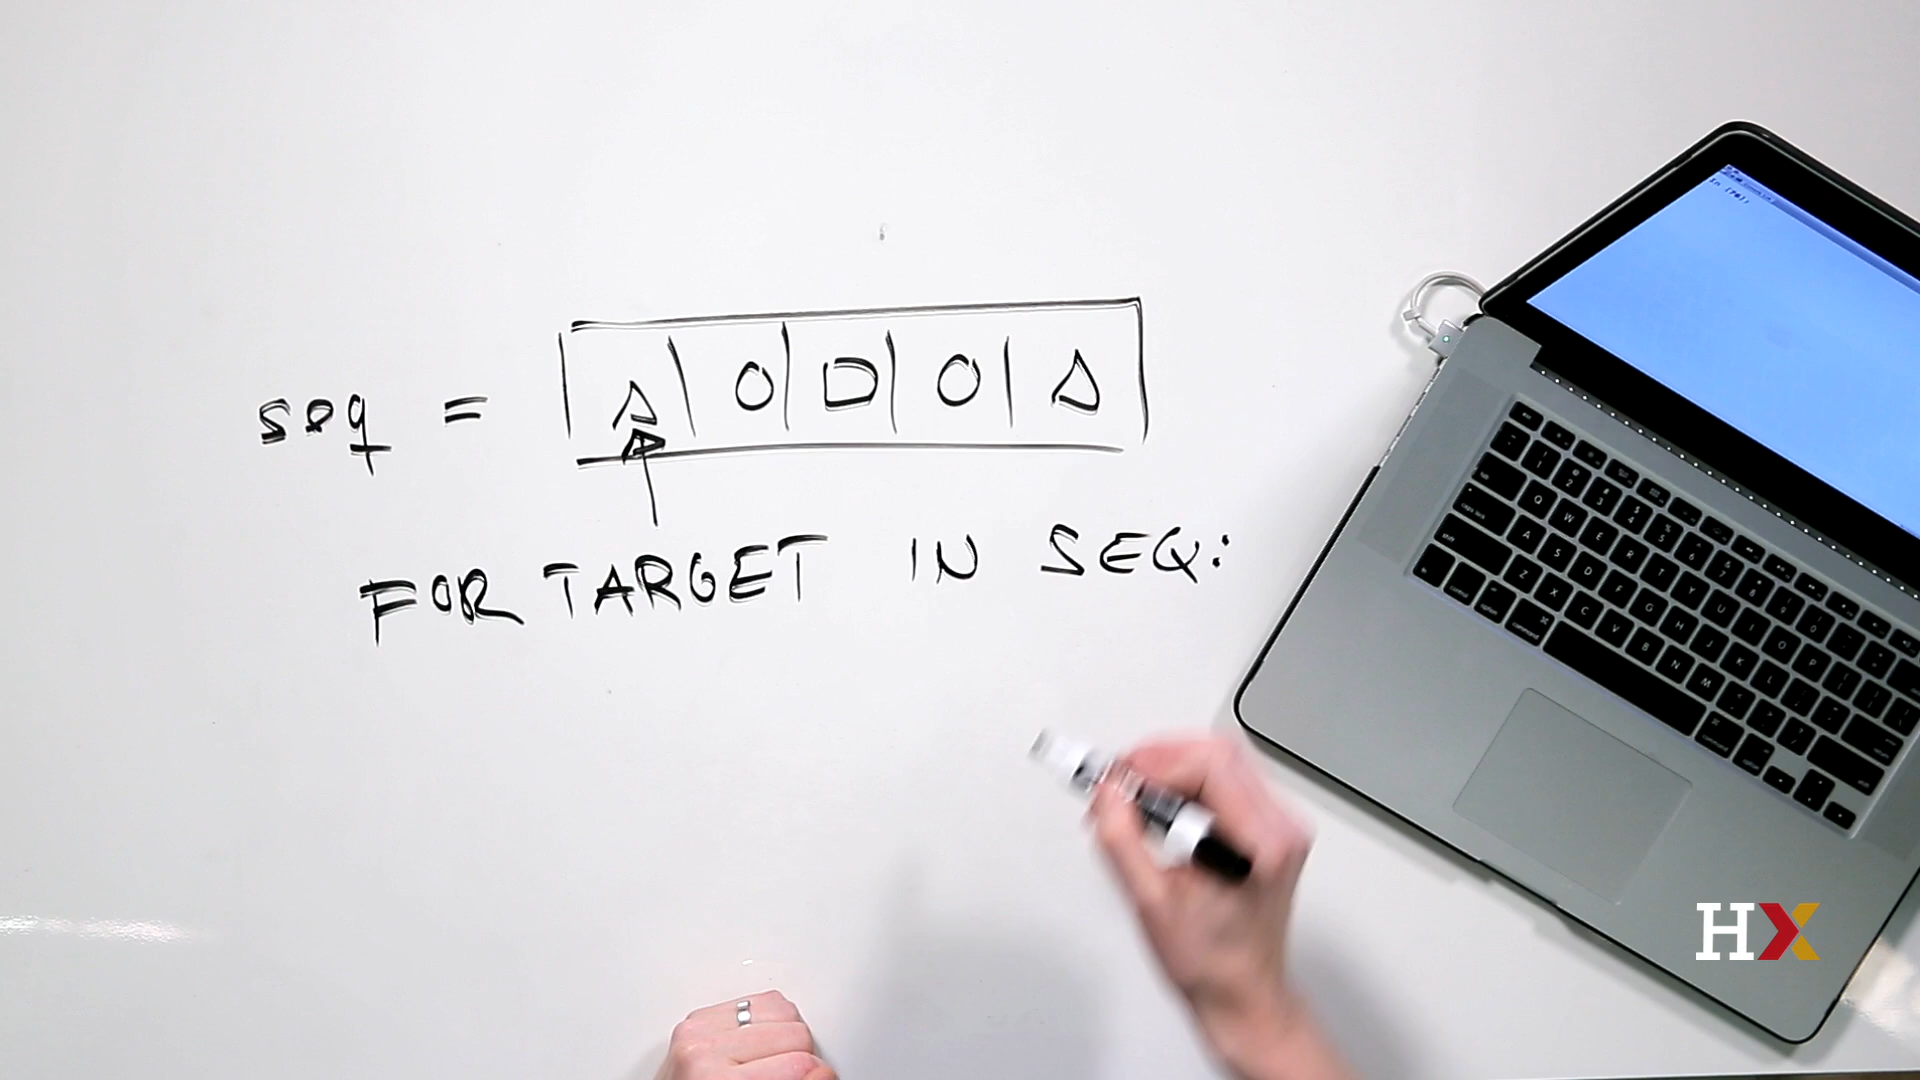 seq =
FOR TARGET IN SEQ:
HX